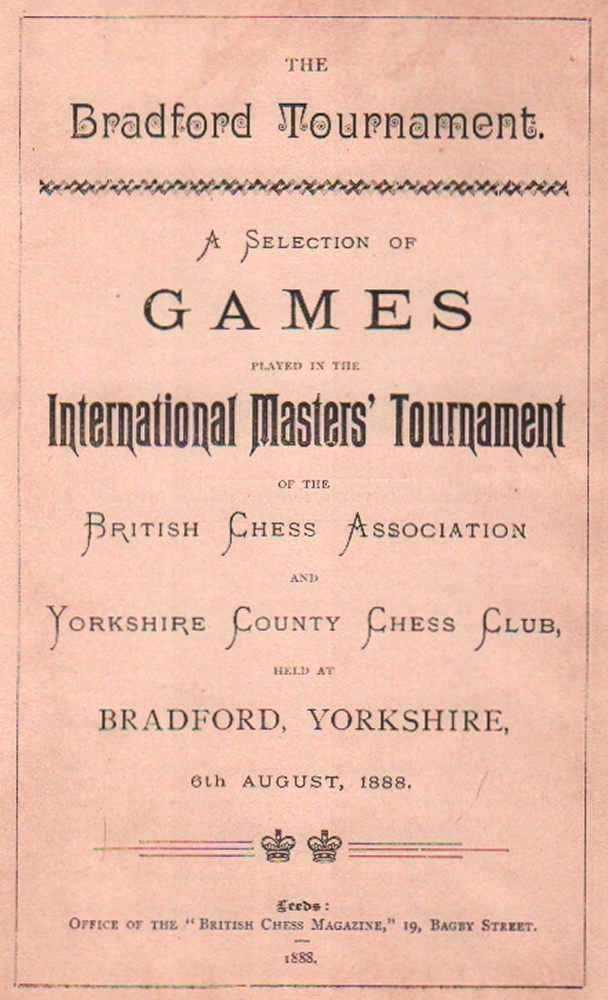 THE
Bradford Tournament.
A SELECTION OF
GAMES
PLAYED IN THE
International Masters' Tournament
OF THE
BRITISH CHESS ASSOCIATION
AND
YORKSHIRE COUNTY CHESS CLUB,
HELD AT
BRADFORD, YORKSHIRE,
6th AUGUST, 1888.
Leeds:
OFFICE OF THE "BRITISH CHESS MAGAZINE," 19, BAGBY STREET.
1888.